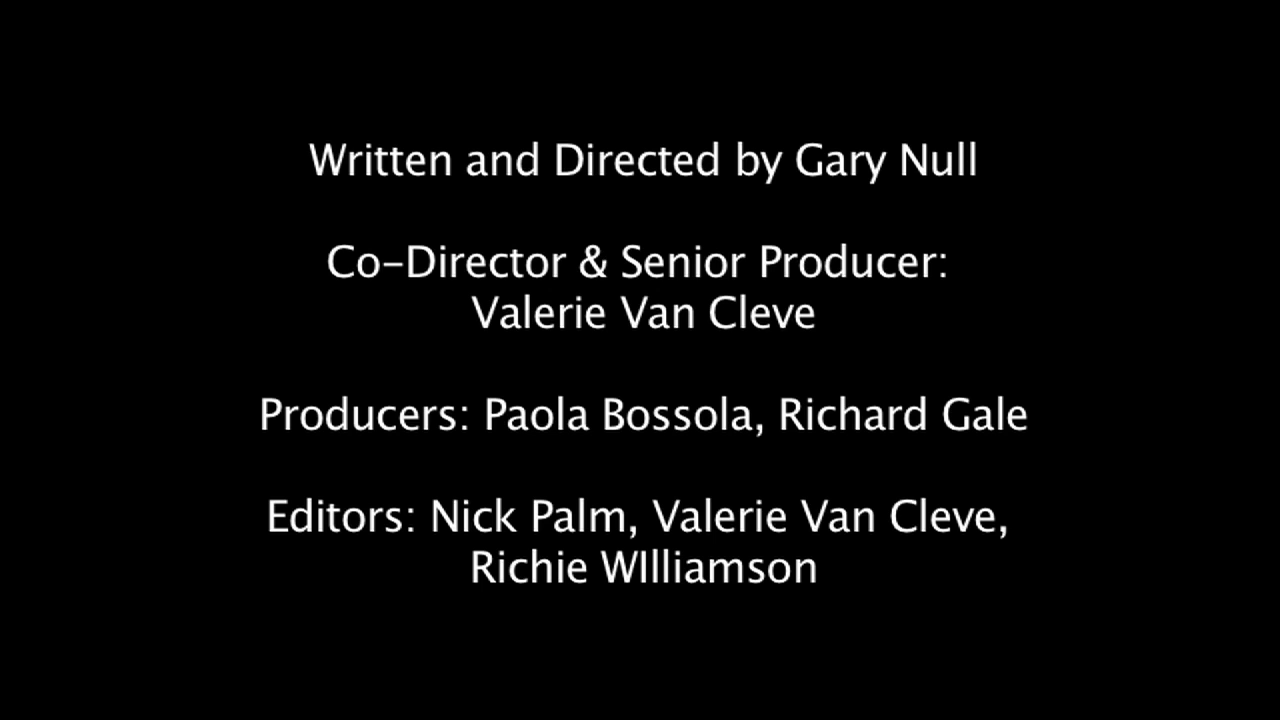 Written and Directed by Gary Null
Co-Director & Senior Producer:
Valerie Van Cleve
Producers: Paola Bossola, Richard Gale
Editors: Nick Palm, Valerie Van Cleve,
Richie WIlliamson